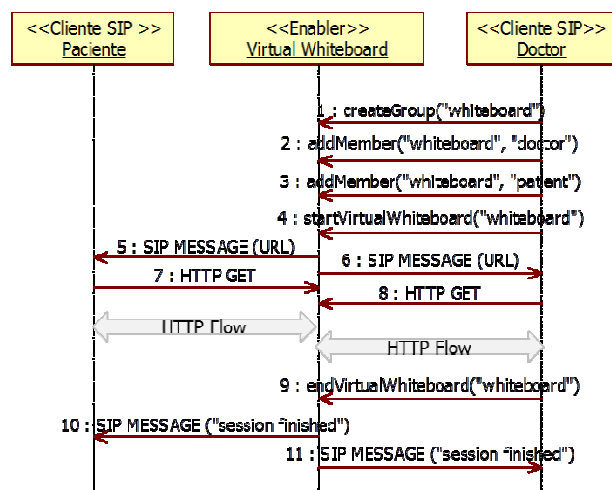 <<Cliente SIP >>
Paciente
<<Enabler>>
Virtual Whiteboard
<<Cliente SIP>>
Doctor
1 : createGroup("whiteboard")
2 : addMember("whiteboard", "doctor")
3 : addMember("whiteboard", "patient")
4 : startVirtualWhiteboard("whiteboard")
5 : SIP MESSAGE (URL)
6 : SIP MESSAGE (URL)
7 : HTTP GET
8 : HTTP GET
HTTP Flow
HTTP Flow
9 : endVirtualWhiteboard("whiteboard")
10 : SIP MESSAGE ("session finished")
11 : SIP MESSAGE ("session finished")